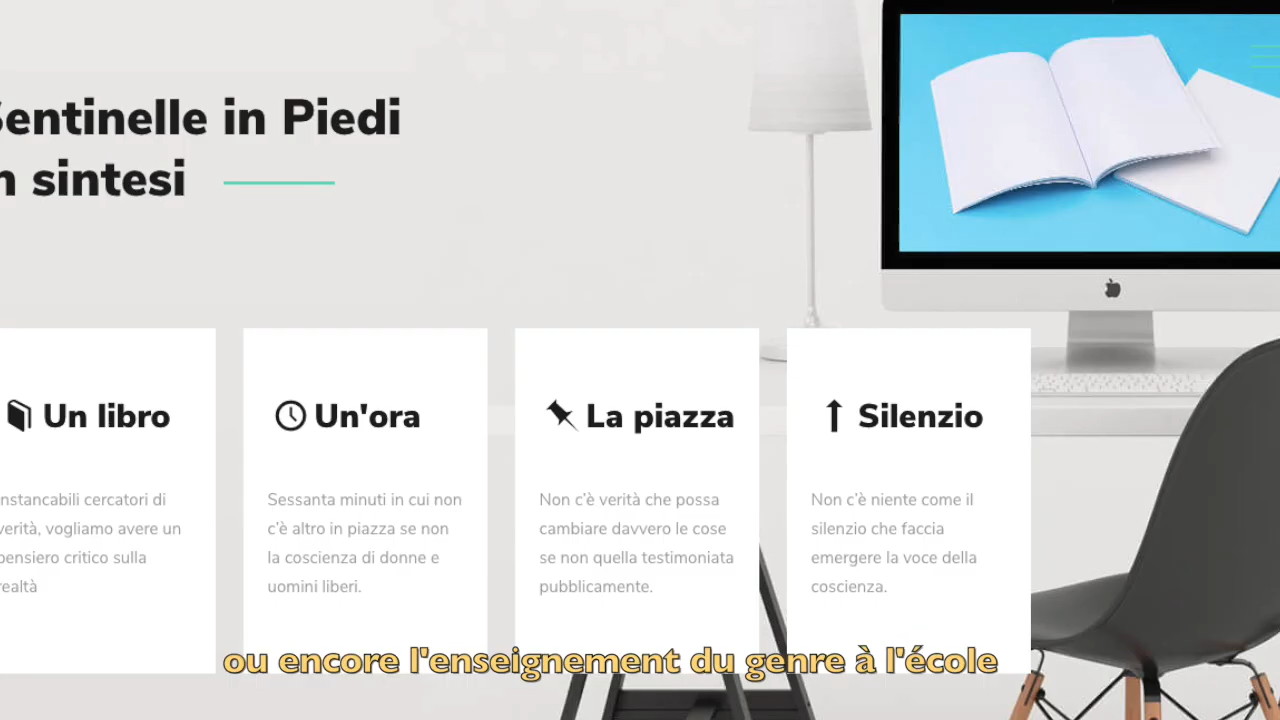 Sentinelle in Piedi
n sintesi
Un libro
nstancabili cercatori di
verità, vogliamo avere un
pensiero critico sulla
realtà
Un'ora
Sessanta minuti in cui non
c'è altro in piazza se non
la coscienza di donne e
uomini liberi.
La piazza
Non c'è verità che possa
cambiare davvero le cose
se non quella testimoniata
pubblicamente.
Silenzio
Non c'è niente come il
silenzio che faccia
emergere la voce della
coscienza.
ou encore l'enseignement du genre à l'école